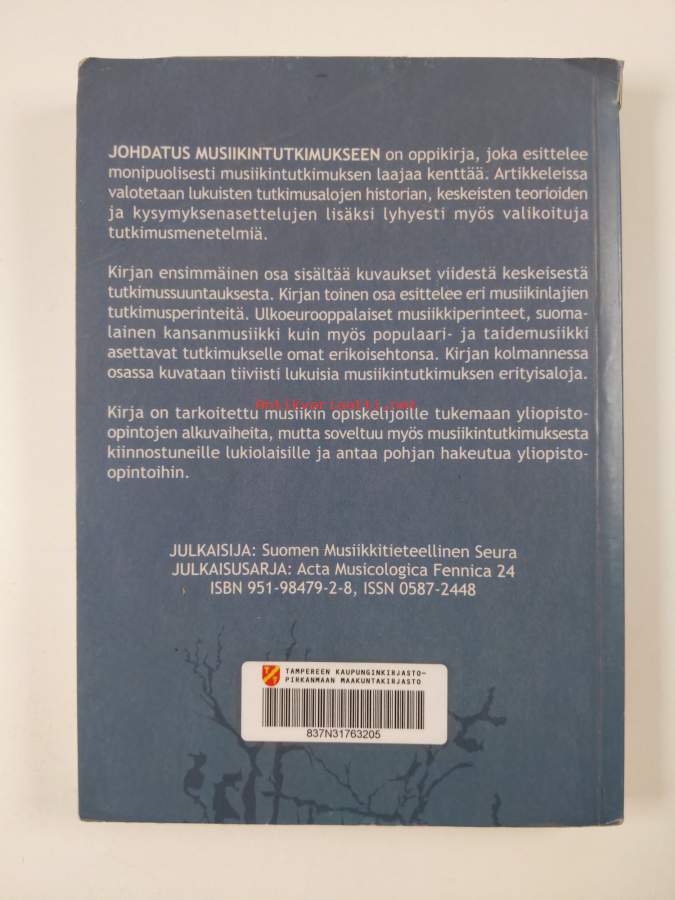 JOHDATUS MUSIIKINTUTKIMUKSEEN on oppikirja, joka esittelee
monipuolisesti musiikintutkimuksen laajaa kenttää. Artikkeleissa
valotetaan lukuisten tutkimusalojen historian, keskeisten teorioiden
ja kysymyksenasettelujen lisäksi lyhyesti myös valikoituja
tutkimusmenetelmiä.
Kirjan ensimmäinen osa sisältää kuvaukset viidestä keskeisestä
tutkimussuuntauksesta. Kirjan toinen osa esittelee eri musiikinlajien
tutkimusperinteitä. Ulkoeurooppalaiset musiikkiperinteet, suoma-
lainen kansanmusiikki kuin myös populaari- ja taidemusiikki
asettavat tutkimukselle omat erikoisehtonsa. Kirjan kolmannessa
osassa kuvataan tiiviisti lukuisia musiikintutkimuksen erityisaloja.
Antikvariaatti.net
Kirja on tarkoitettu musiikin opiskelijoille tukemaan yliopisto-
opintojen alkuvaiheita, mutta soveltuu myös musiikintutkimuksesta
kiinnostuneille lukiolaisille ja antaa pohjan hakeutua yliopisto-
opintoihin.
JULKAISIJA: Suomen Musiikkitieteellinen Seura
JULKAISUSARJA: Acta Musicologica Fennica 24
ISBN 951-98479-2-8, ISSN 0587-2448
TAMPEREEN KAUPUNGINKIRJASTO-
PIRKANMAAN MAAKUNTAKIRJASTO
837N31763205